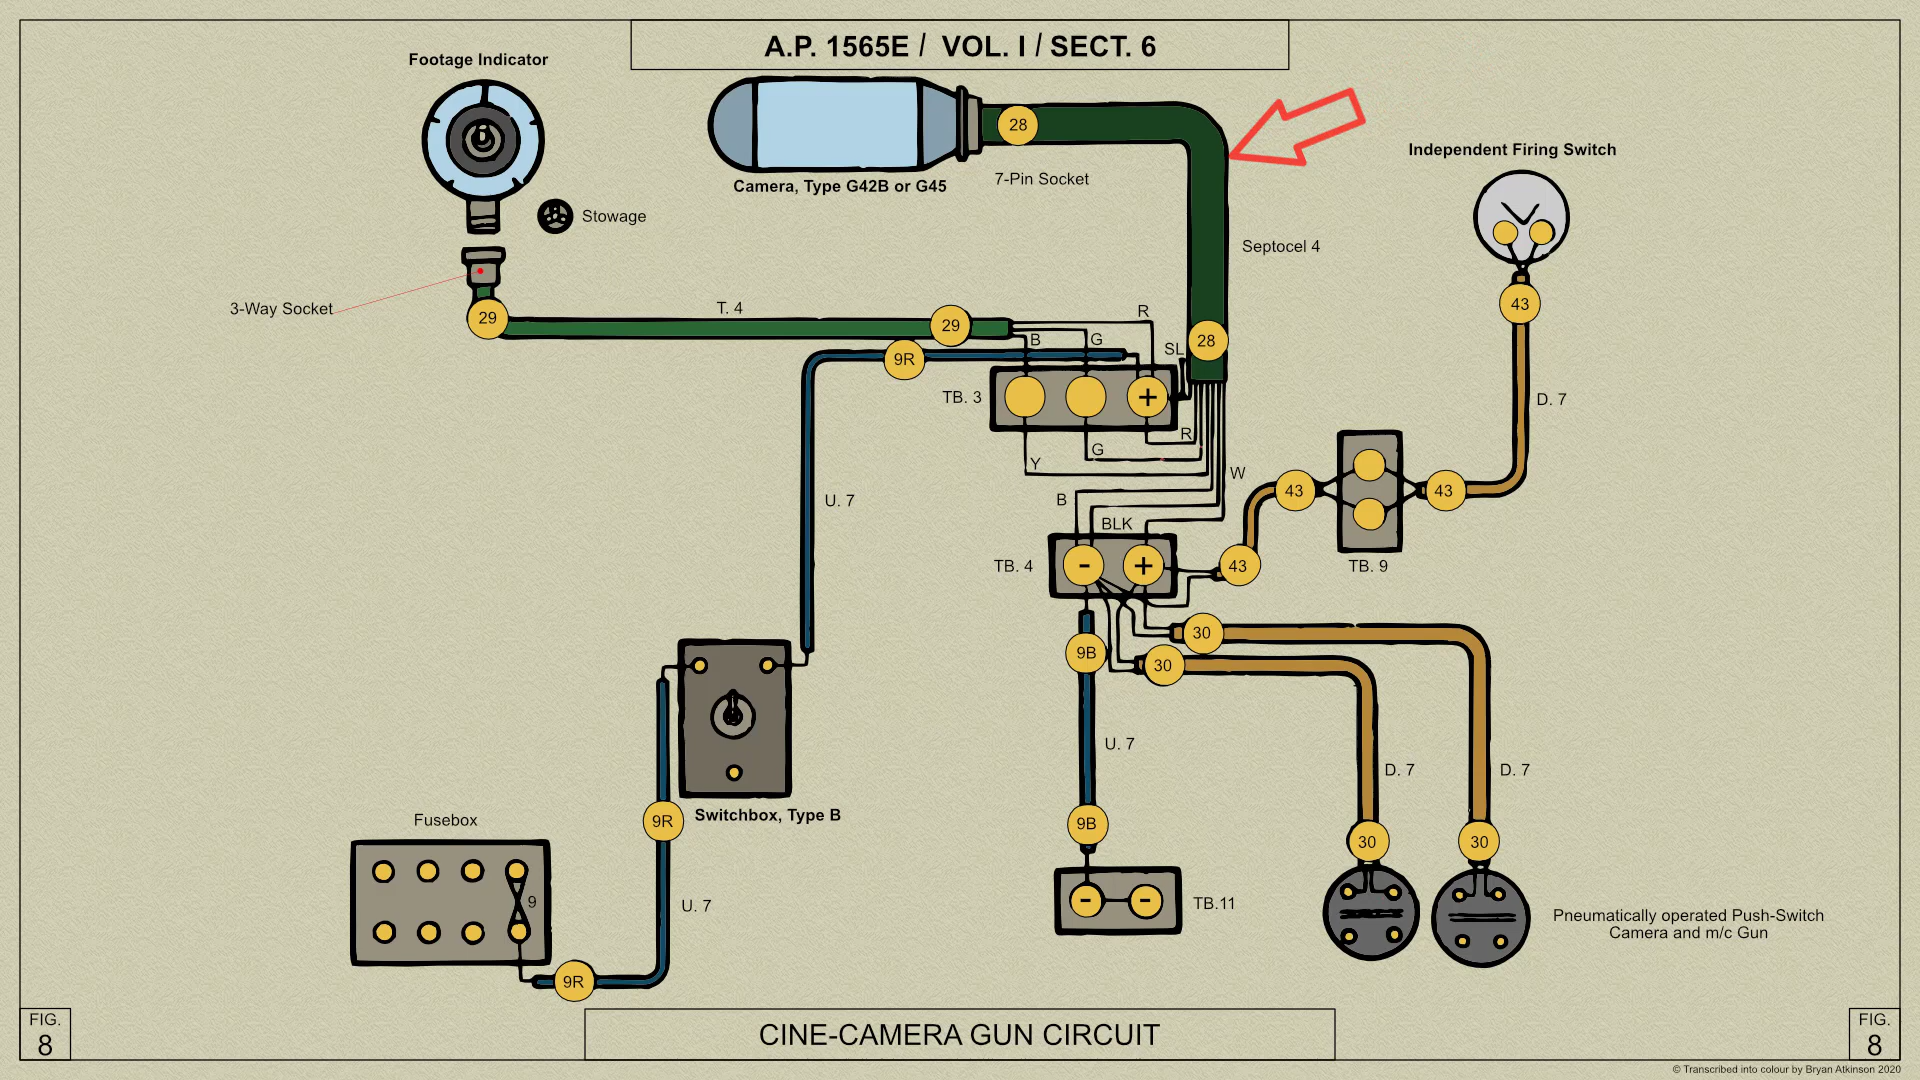 A.P. 1565E / VOL. I / SECT. 6
Footage Indicator
28
Camera, Type G42B or G45
7-Pin Socket
Independent Firing Switch
Stowage
Septocel 4
3-Way Socket
29
T. 4
29
R
43
B
G
SL
28
9R
TB. 3
+
D. 7
R
G
Y
W
U. 7
B
43
43
BLK
TB. 4
-
+
43
TB. 9
30
9B
30
U. 7
D. 7
D. 7
9R
Switchbox, Type B
9B
30
30
Fusebox
9
U. 7
-
-
TB.11
Pneumatically operated Push-Switch
Camera and m/c Gun
9R
FIG.
8
CINE-CAMERA GUN CIRCUIT
FIG.
8
© Transcribed into colour by Bryan Atkinson 2020